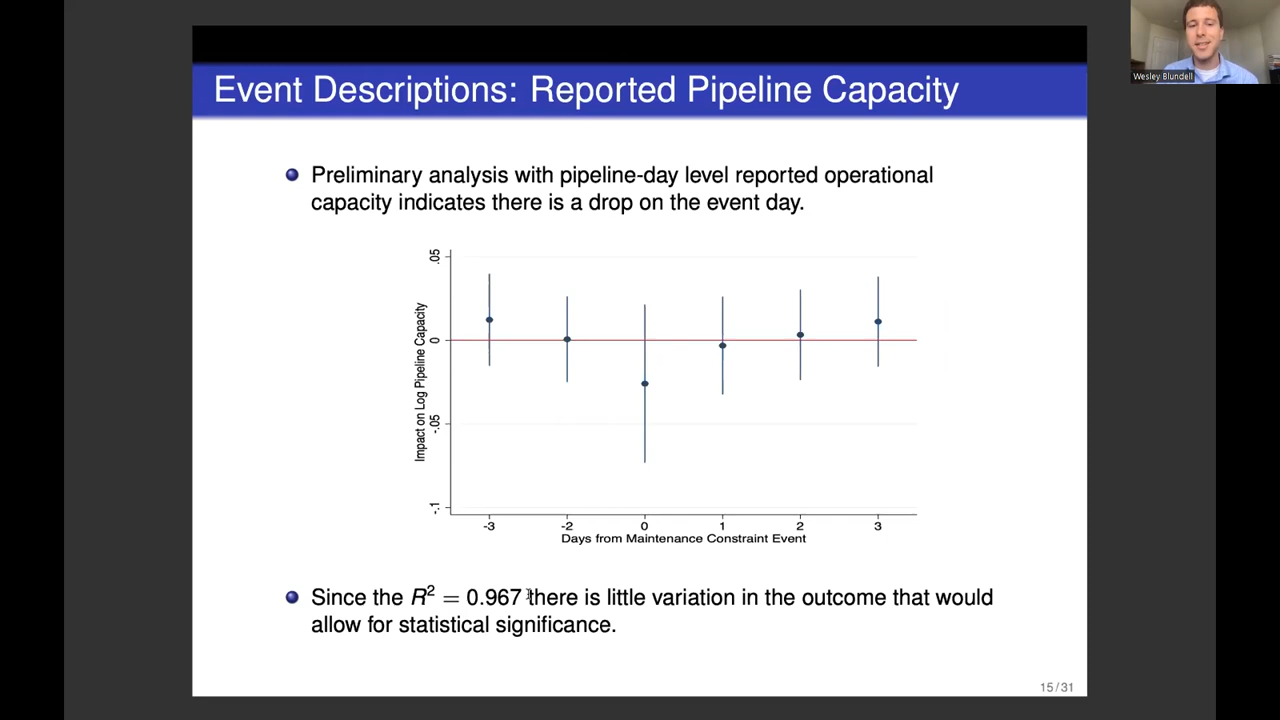 Wesley Blundell
Event Descriptions: Reported Pipeline Capacity
Preliminary analysis with pipeline-day level reported operational
capacity indicates there is a drop on the event day.
Impact on Log Pipeline Capacity
.05
0
-.05
-.1
-3 -2 0 1 2 3
Days from Maintenance Constraint Event
Since the R² = 0.967 there is little variation in the outcome that would
allow for statistical significance.
15 / 31